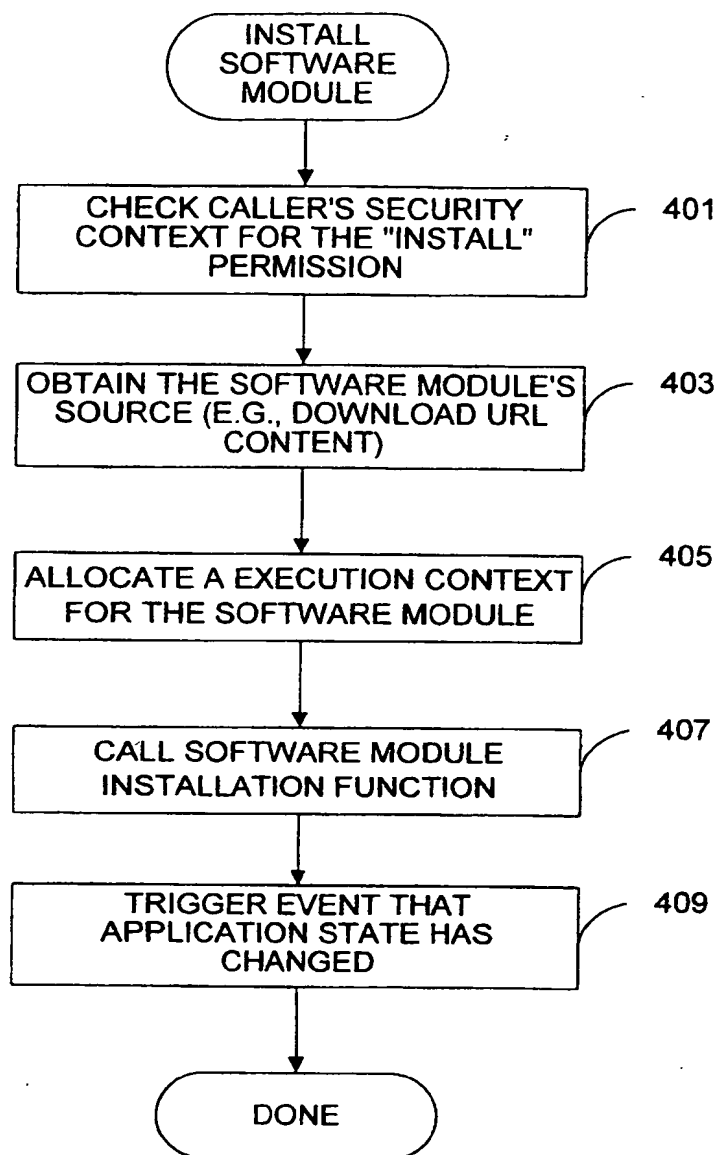 INSTALL
SOFTWARE
MODULE
CHECK CALLER'S SECURITY
CONTEXT FOR THE "INSTALL"
PERMISSION
401
OBTAIN THE SOFTWARE MODULE'S
SOURCE (E.G., DOWNLOAD URL
CONTENT)
403
ALLOCATE A EXECUTION CONTEXT
FOR THE SOFTWARE MODULE
405
CALL SOFTWARE MODULE
INSTALLATION FUNCTION
407
TRIGGER EVENT THAT
APPLICATION STATE HAS
CHANGED
409
DONE